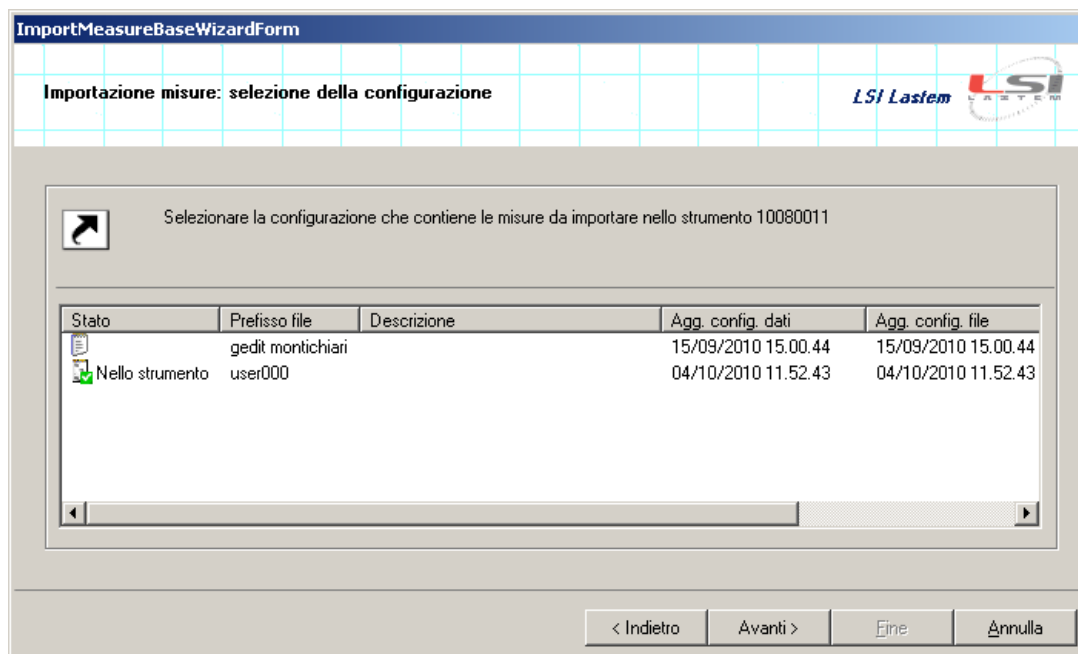 ImportMeasureBaseWizardForm
Importazione misure: selezione della configurazione
LSI Lastem
LSI
LASTEM
Selezionare la configurazione che contiene le misure da importare nello strumento 10080011
Stato Prefisso file Descrizione Agg. config. dati Agg. config. file
gedit montichiari 15/09/2010 15.00.44 15/09/2010 15.00.44
Nello strumento user000 04/10/2010 11.52.43 04/10/2010 11.52.43
< Indietro Avanti > Fine Annulla